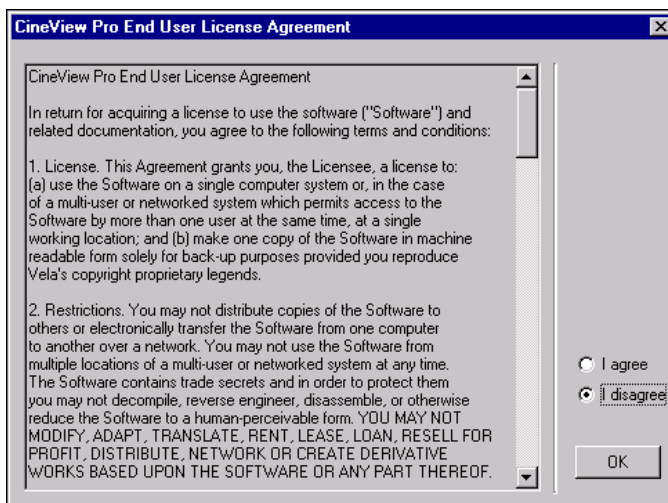 CineView Pro End User License Agreement
CineView Pro End User License Agreement
In return for acquiring a license to use the software ("Software") and
related documentation, you agree to the following terms and conditions:
1. License. This Agreement grants you, the Licensee, a license to:
(a) use the Software on a single computer system or, in the case
of a multi-user or networked system which permits access to the
Software by more than one user at the same time, at a single
working location; and (b) make one copy of the Software in machine
readable form solely for back-up purposes provided you reproduce
Vela's copyright proprietary legends.
2. Restrictions. You may not distribute copies of the Software to
others or electronically transfer the Software from one computer
to another over a network. You may not use the Software from
multiple locations of a multi-user or networked system at any time.
The Software contains trade secrets and in order to protect them
you may not decompile, reverse engineer, disassemble, or otherwise
reduce the Software to a human-perceivable form. YOU MAY NOT
MODIFY, ADAPT, TRANSLATE, RENT, LEASE, LOAN, RESELL FOR
PROFIT, DISTRIBUTE, NETWORK OR CREATE DERIVATIVE
WORKS BASED UPON THE SOFTWARE OR ANY PART THEREOF.
I agree
I disagree
OK